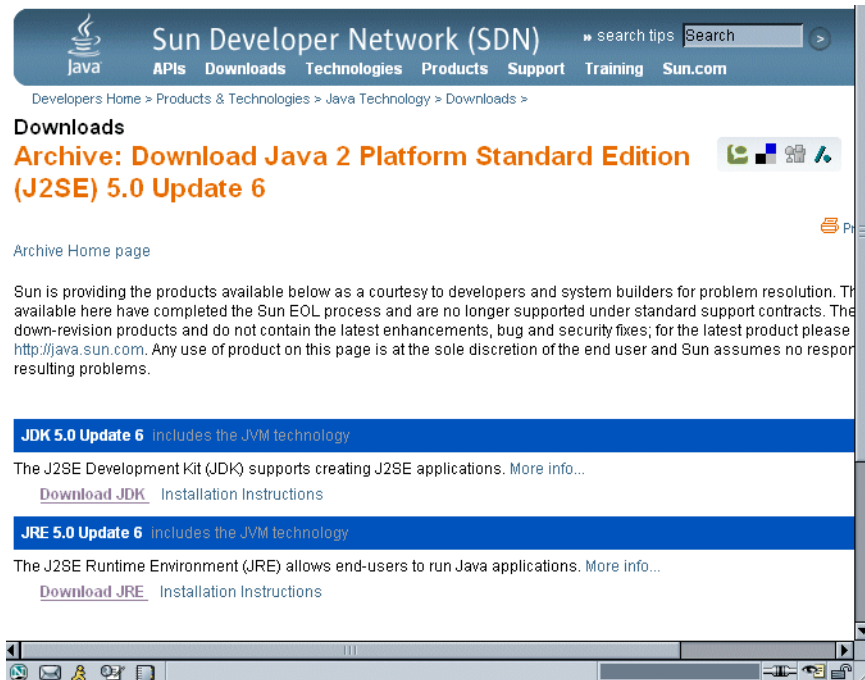 Java
Sun Developer Network (SDN)
» search tips Search
APIs Downloads Technologies Products Support Training Sun.com
Developers Home > Products & Technologies > Java Technology > Downloads >
Downloads
Archive: Download Java 2 Platform Standard Edition
(J2SE) 5.0 Update 6
Archive Home page
Sun is providing the products available below as a courtesy to developers and system builders for problem resolution.
available here have completed the Sun EOL process and are no longer supported under standard support contracts. The
down-revision products and do not contain the latest enhancements, bug and security fixes; for the latest product please
http://java.sun.com. Any use of product on this page is at the sole discretion of the end user and Sun assumes no
resulting problems.
JDK 5.0 Update 6 includes the JVM technology
The J2SE Development Kit (JDK) supports creating J2SE applications. More info...
Download JDK Installation Instructions
JRE 5.0 Update 6 includes the JVM technology
The J2SE Runtime Environment (JRE) allows end-users to run Java applications. More info...
Download JRE Installation Instructions